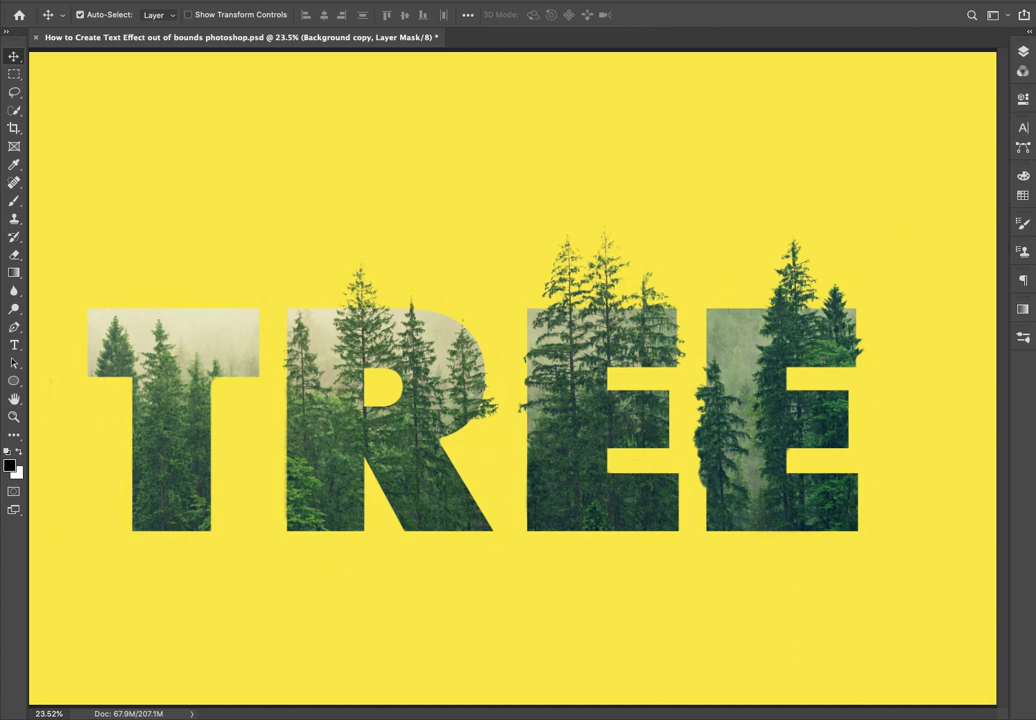 Auto-Select: Layer Show Transform Controls 3D Mode:
How to Create Text Effect out of bounds photoshop.psd @ 23.5% (Background copy, Layer Mask/8) *
TREE
23.52% Doc: 67.9M/207.1M